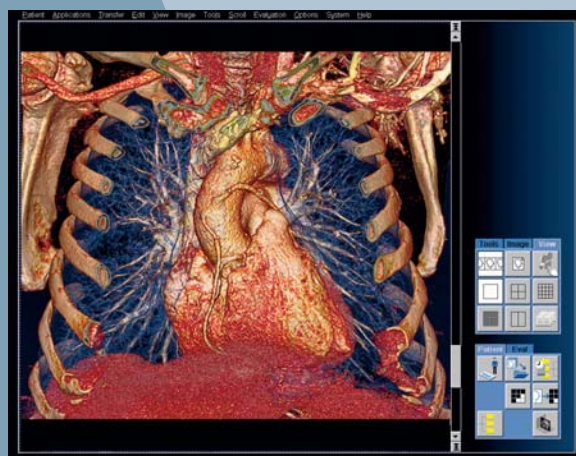 Patient Applications Transfer Edit View Image Tools Scroll Evaluation Options System Help
Tools Image View
Patient Eval